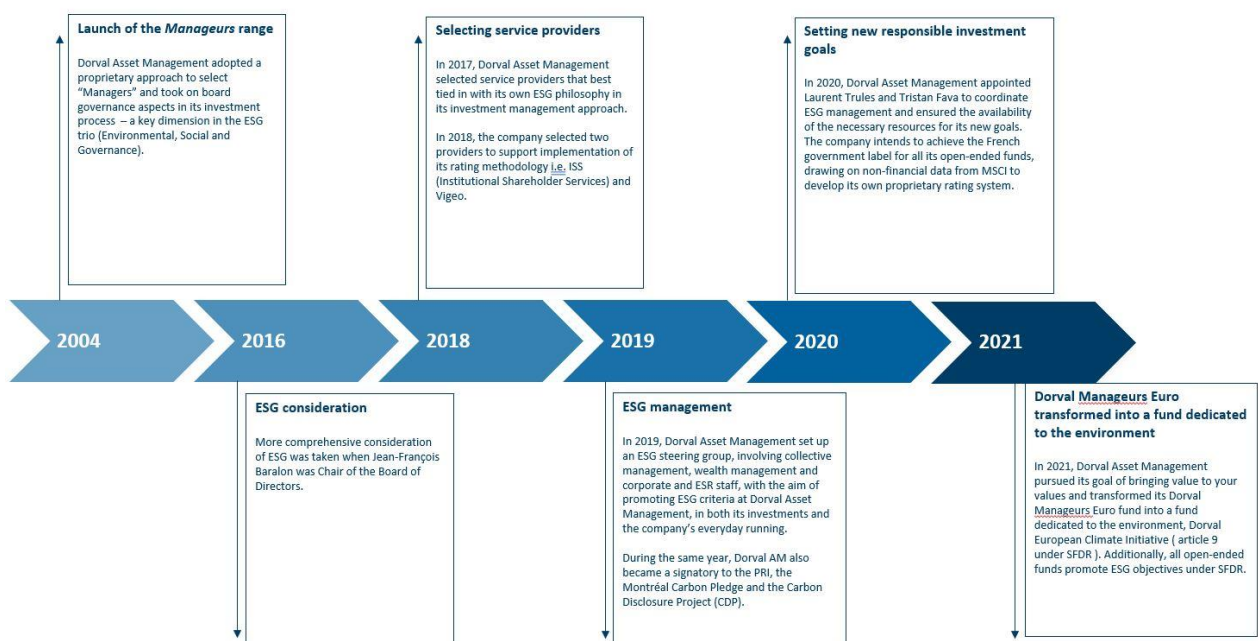 Launch of the Manageurs range
Dorval Asset Management adopted a
proprietary approach to select
“Managers” and took on board
governance aspects in its investment
process – a key dimension in the ESG
trio (Environmental, Social and
Governance).
Selecting service providers
In 2017, Dorval Asset Management
selected service providers that best
tied in with its own ESG philosophy in
its investment management approach.
In 2018, the company selected two
providers to support implementation of
its rating methodology i.e. ISS
(Institutional Shareholder Services) and
Vigeo.
Setting new responsible investment
goals
In 2020, Dorval Asset Management appointed
Laurent Trules and Tristan Fava to coordinate
ESG management and ensured the availability
of the necessary resources for its new goals.
The company intends to achieve the French
government label for all its open-ended funds,
drawing on non-financial data from MSCI to
develop its own proprietary rating system.
2004
2016
2018
2019
2020
2021
ESG consideration
More comprehensive consideration
of ESG was taken when Jean-François
Baralon was Chair of the Board of
Directors.
ESG management
In 2019, Dorval Asset Management set up
an ESG steering group, involving collective
management, wealth management and
corporate and ESR staff, with the aim of
promoting ESG criteria at Dorval Asset
Management, in both its investments and
the company’s everyday running.
During the same year, Dorval AM also
became a signatory to the PRI, the
Montréal Carbon Pledge and the Carbon
Disclosure Project (CDP).
Dorval Manageurs Euro
transformed into a fund dedicated
to the environment
In 2021, Dorval Asset Management
pursued its goal of bringing value to your
values and transformed its Dorval
Manageurs Euro fund into a fund
dedicated to the environment, Dorval
European Climate Initiative ( article 9
under SFDR ). Additionally, all open-ended
funds promote ESG objectives under SFDR.